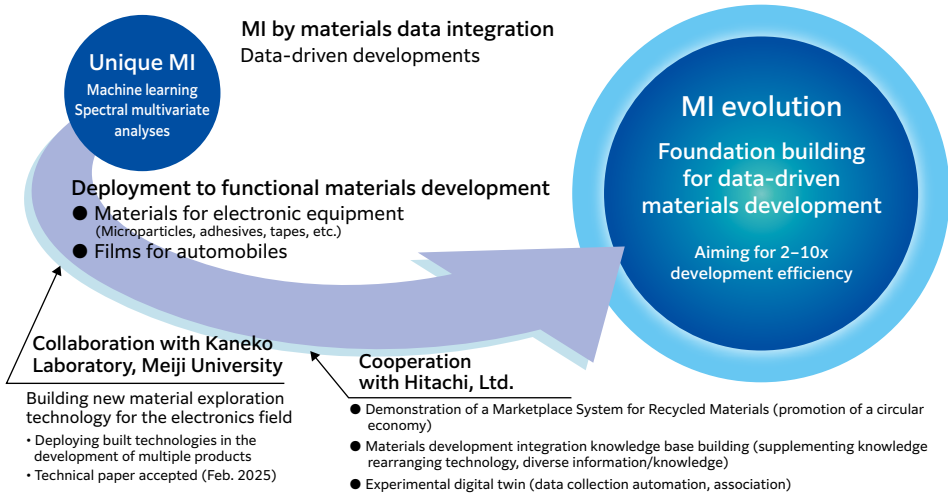 MI by materials data integration
Data-driven developments
Unique MI
Machine learning
Spectral multivariate
analyses
MI evolution
Foundation building
for data-driven
materials development
Aiming for 2–10x
development efficiency
Deployment to functional materials development
● Materials for electronic equipment
(Microparticles, adhesives, tapes, etc.)
● Films for automobiles
Collaboration with Kaneko
Laboratory, Meiji University
Building new material exploration
technology for the electronics field
• Deploying built technologies in the
development of multiple products
• Technical paper accepted (Feb. 2025)
Cooperation
with Hitachi, Ltd.
● Demonstration of a Marketplace System for Recycled Materials (promotion of a circular
economy)
● Materials development integration knowledge base building (supplementing knowledge
rearranging technology, diverse information/knowledge)
● Experimental digital twin (data collection automation, association)